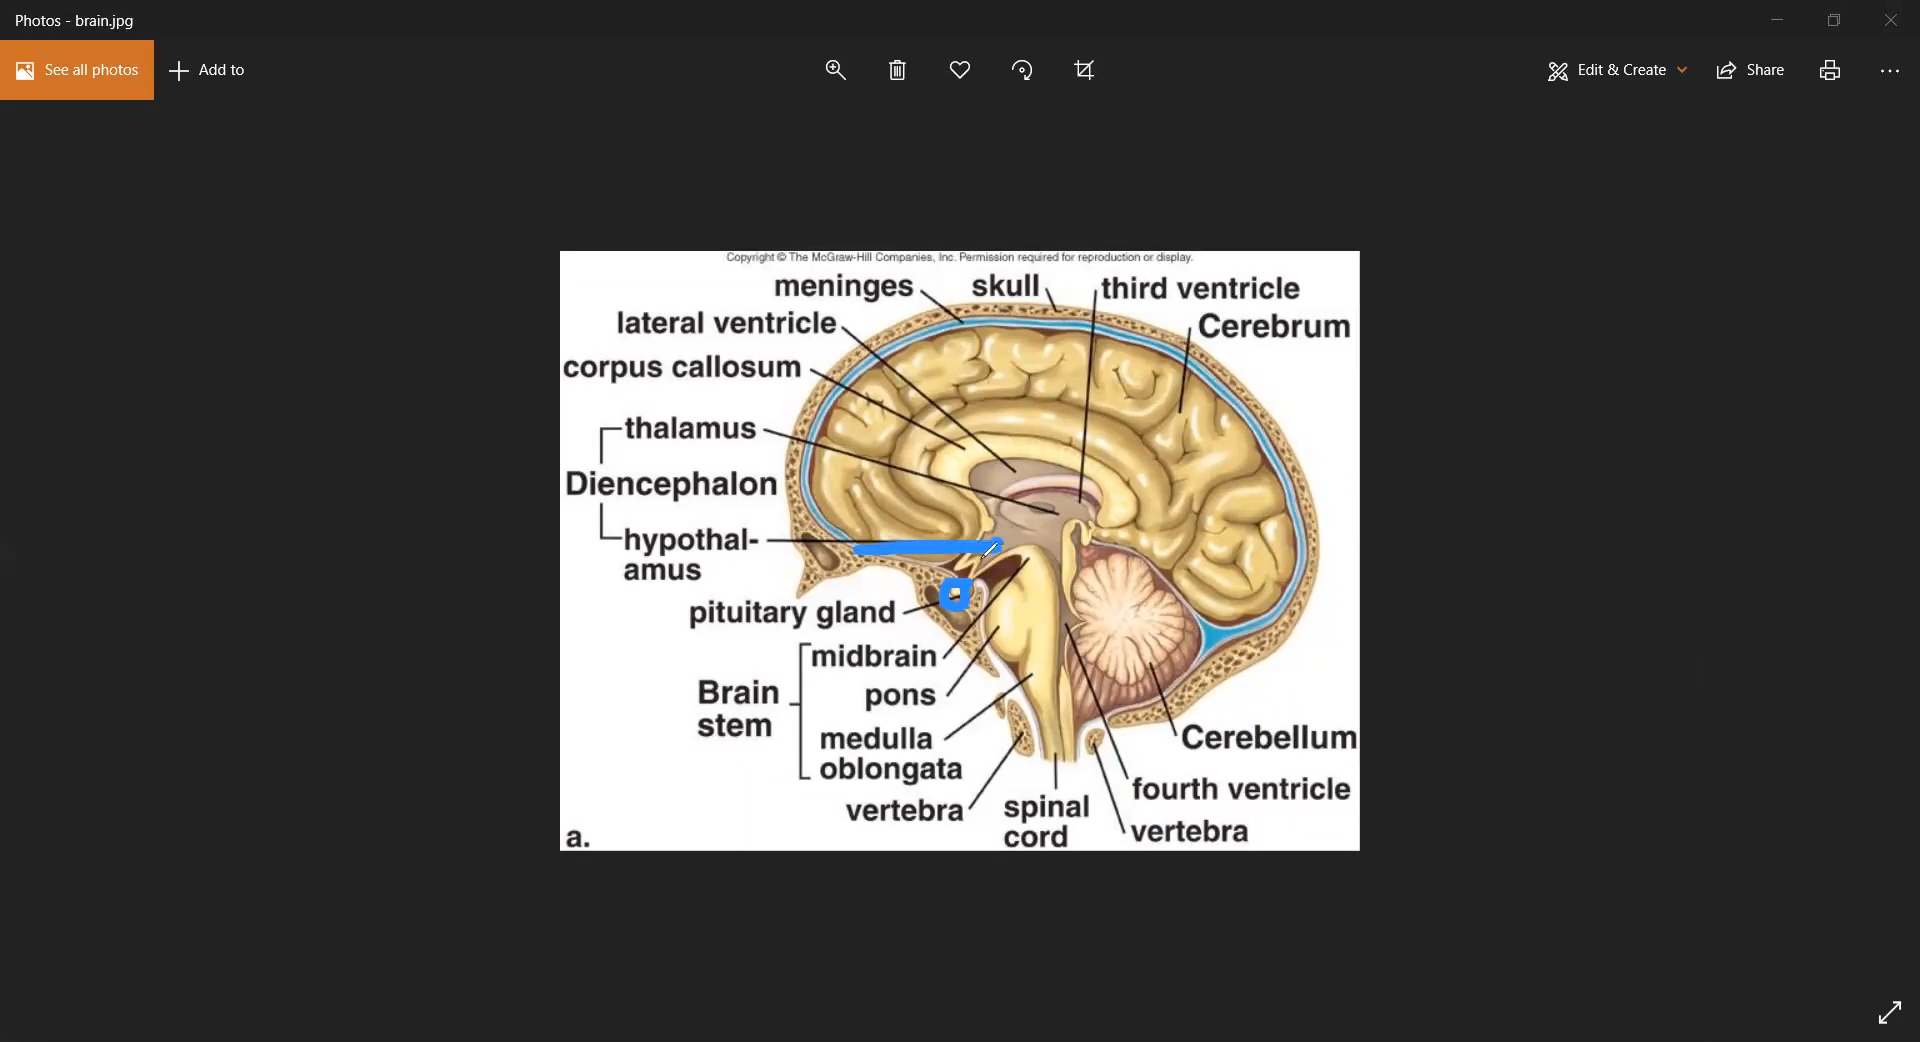 Photos - brain.jpg
See all photos
Add to
Edit & Create
Share
Copyright © The McGraw-Hill Companies, Inc. Permission required for reproduction or display.
meninges
skull
third ventricle
lateral ventricle
Cerebrum
corpus callosum
thalamus
Diencephalon
hypothal-
amus
pituitary gland
midbrain
Brain
stem
pons
medulla
oblongata
Cerebellum
vertebra
spinal
cord
fourth ventricle
vertebra
a.